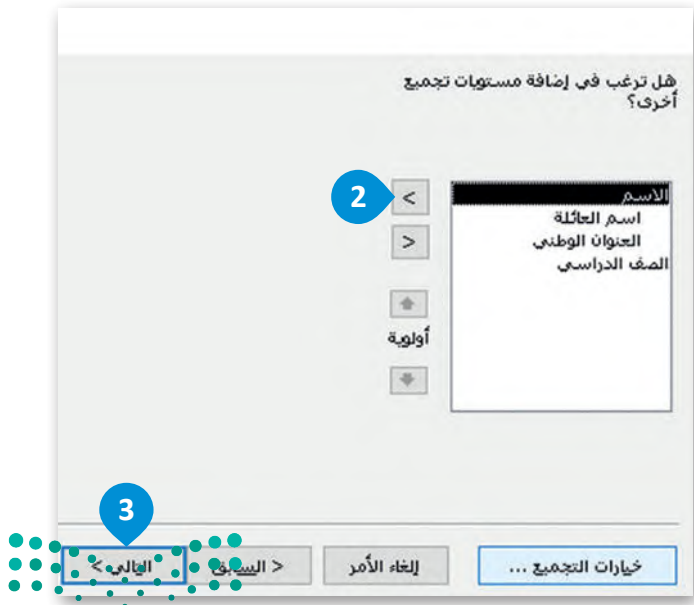 هل ترغب في إضافة مستويات تجميع
أخرى؟
2
<
>
الاسم
اسم العائلة
العنوان الوطني
الصف الدراسي
أولوية
3
خيارات التجميع ...
إلغاء الأمر
< السابق
التالي >